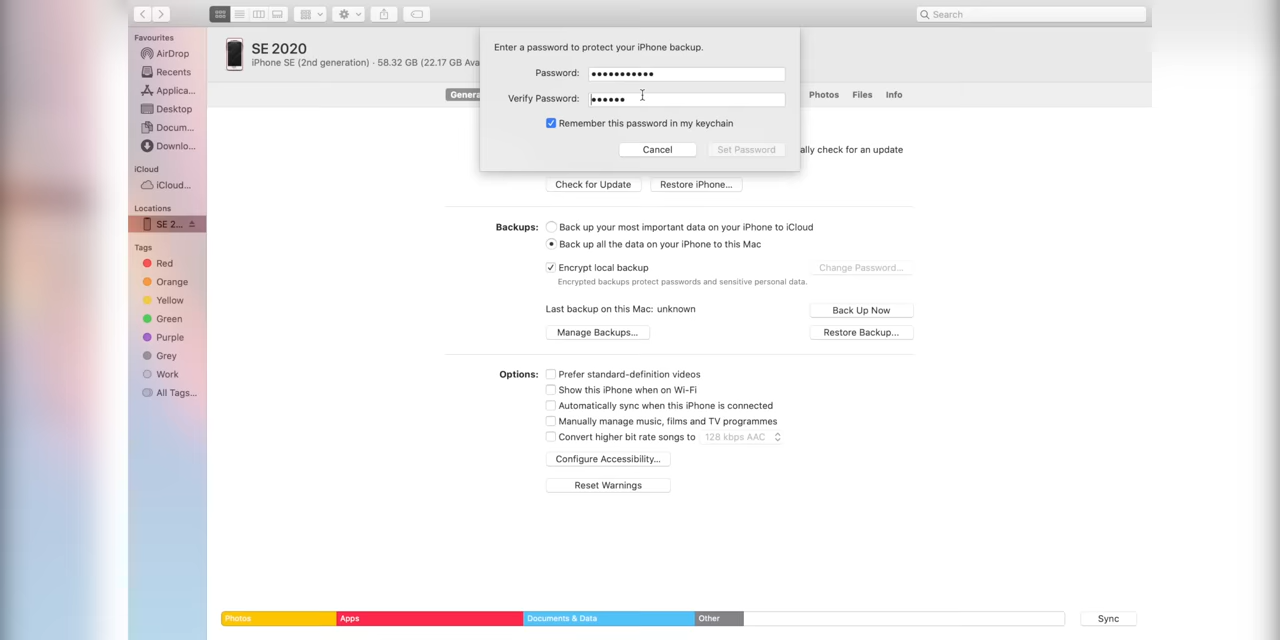 Search
Favourites
AirDrop
Recents
Applica...
Desktop
Docum...
Downlo...
iCloud
iCloud...
Locations
SE 2...
Tags
Red
Orange
Yellow
Green
Purple
Grey
Work
All Tags...
SE 2020
iPhone SE (2nd generation) · 58.32 GB (22.17 GB Ava
Genera
Photos
Files
Info
Enter a password to protect your iPhone backup.
Password: •••••••••••
Verify Password: ••••••
Remember this password in my keychain
Cancel
Set Password
ally check for an update
Check for Update
Restore iPhone...
Backups:
Back up your most important data on your iPhone to iCloud
Back up all the data on your iPhone to this Mac
Encrypt local backup
Change Password...
Encrypted backups protect passwords and sensitive personal data.
Last backup on this Mac: unknown
Back Up Now
Manage Backups...
Restore Backup...
Options:
Prefer standard-definition videos
Show this iPhone when on Wi-Fi
Automatically sync when this iPhone is connected
Manually manage music, films and TV programmes
Convert higher bit rate songs to
128 kbps AAC
Configure Accessibility...
Reset Warnings
Photos
Apps
Documents & Data
Other
Sync